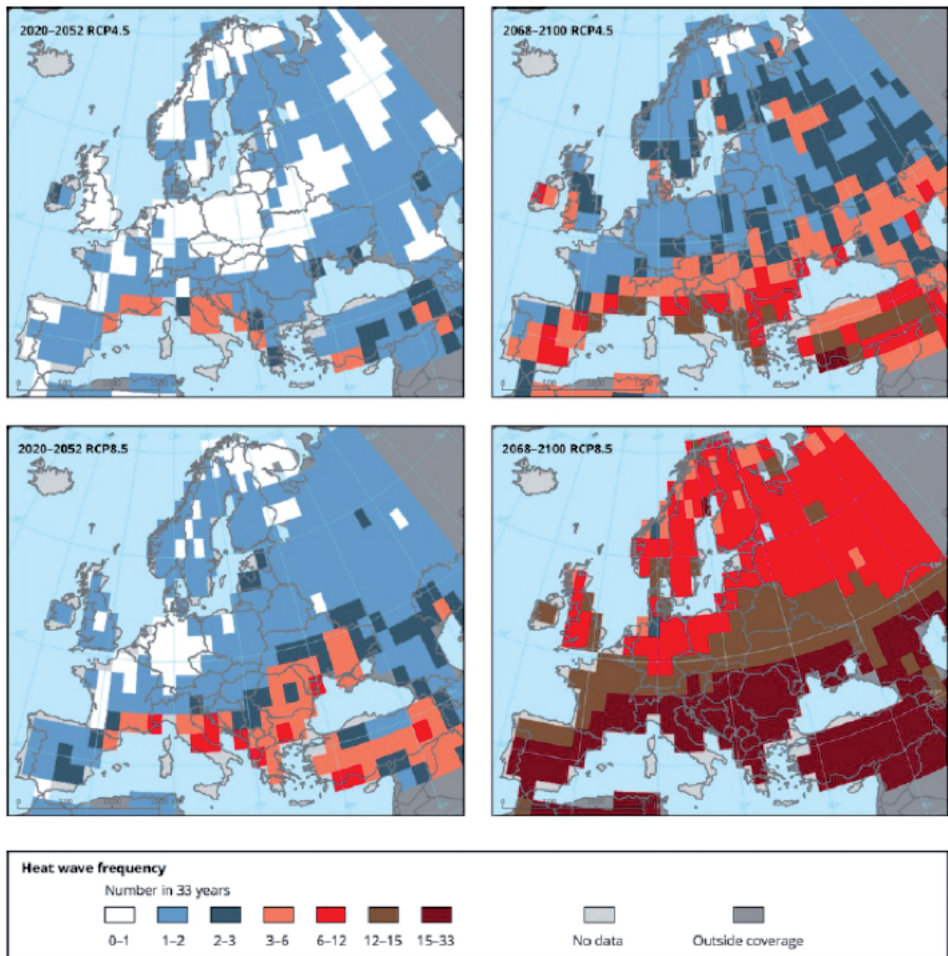 2020–2052 RCP4.5
2068–2100 RCP4.5
2020–2052 RCP8.5
2068–2100 RCP8.5
Heat wave frequency
Number in 33 years
0–1 1–2 2–3 3–6 6–12 12–15 15–33 No data Outside coverage